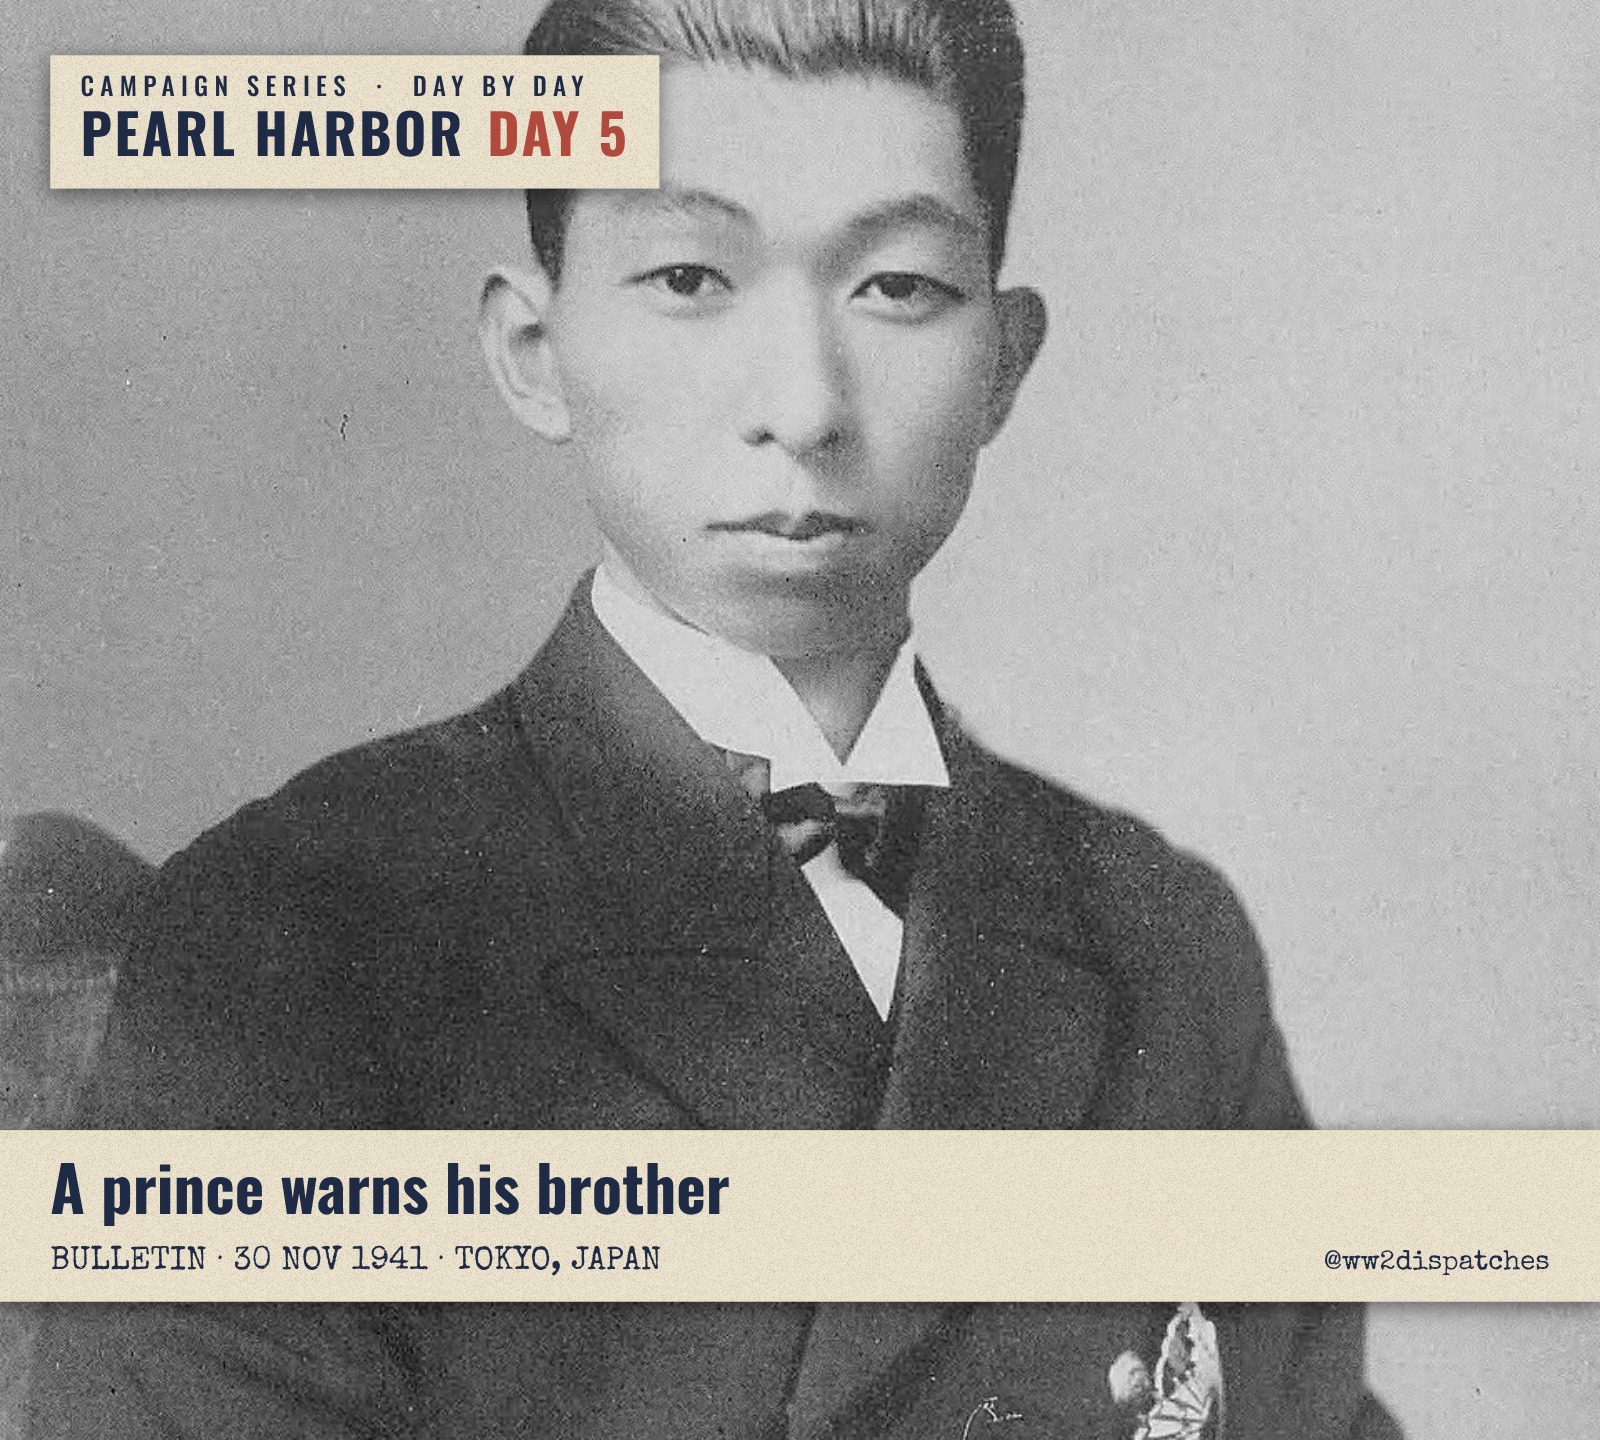 CAMPAIGN SERIES · DAY BY DAY
PEARL HARBOR DAY 5
A prince warns his brother
BULLETIN · 30 NOV 1941 · TOKYO, JAPAN
@ww2dispatches